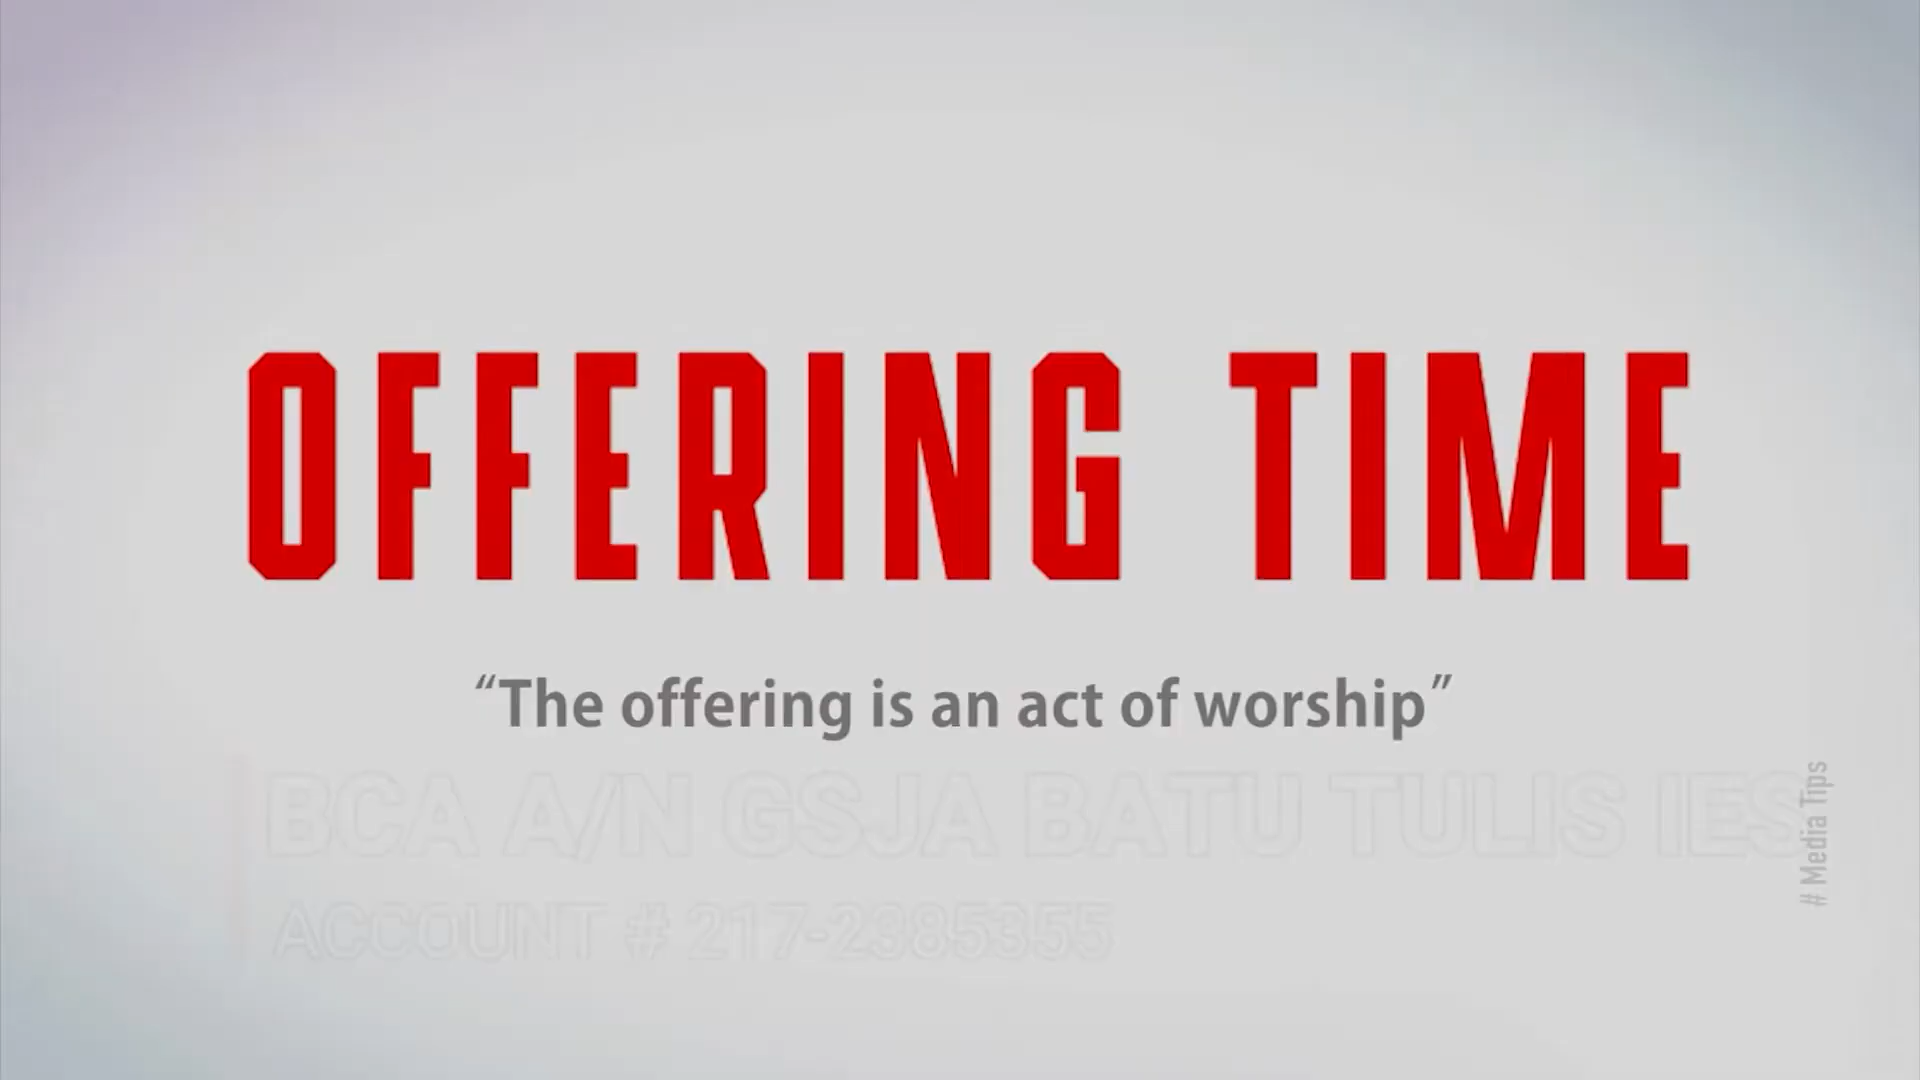 OFFERING TIME
“The offering is an act of worship”
BCA A/N GSJA BATU TULIS IES
ACCOUNT # 217-2385355
# Media Tips